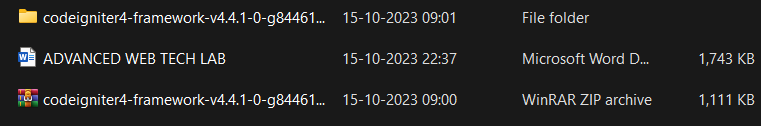 codeigniter4-framework-v4.4.1-0-g84461... 15-10-2023 09:01 File folder
ADVANCED WEB TECH LAB 15-10-2023 22:37 Microsoft Word D... 1,743 KB
codeigniter4-framework-v4.4.1-0-g84461... 15-10-2023 09:00 WinRAR ZIP archive 1,111 KB